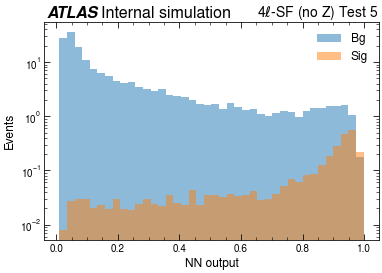 ATLAS Internal simulation 4ℓ-SF (no Z) Test 5
Bg
Sig
Events
10¹
10⁰
10⁻¹
10⁻²
0.0 0.2 0.4 0.6 0.8 1.0
NN output